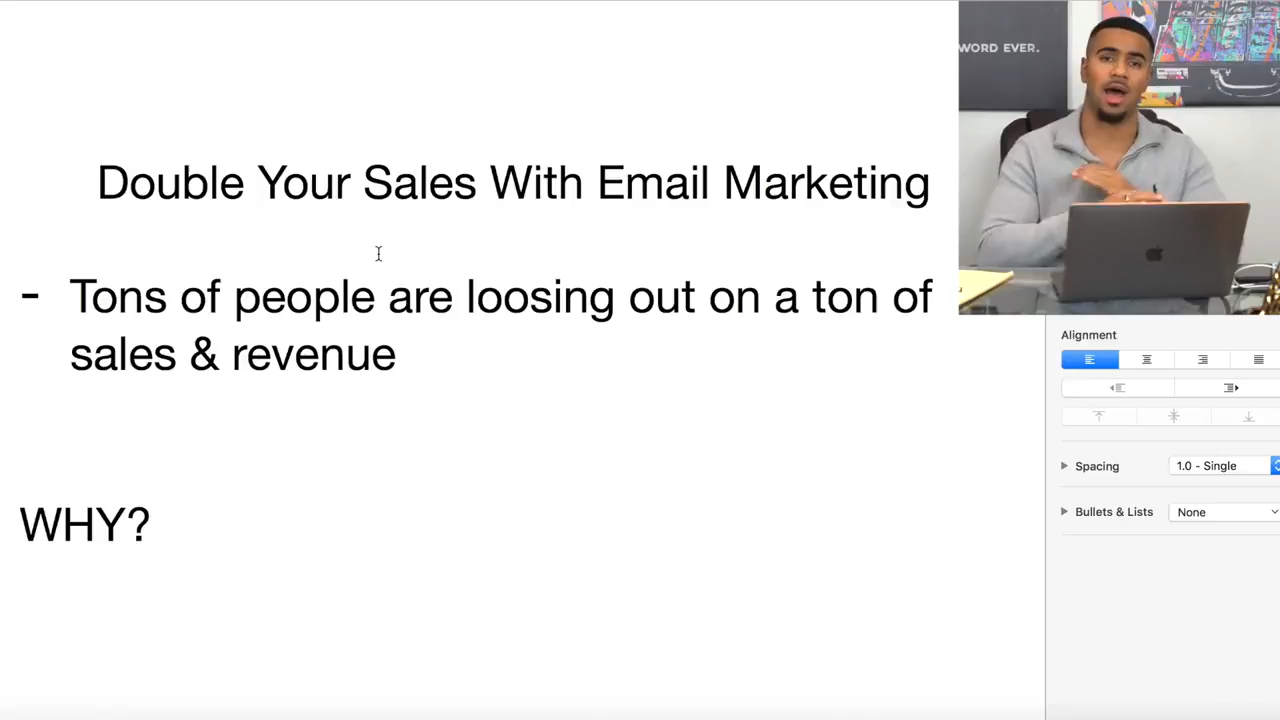 WORD EVER.
Double Your Sales With Email Marketing
- Tons of people are loosing out on a ton of
sales & revenue
WHY?
Alignment
Spacing
1.0 - Single
Bullets & Lists
None